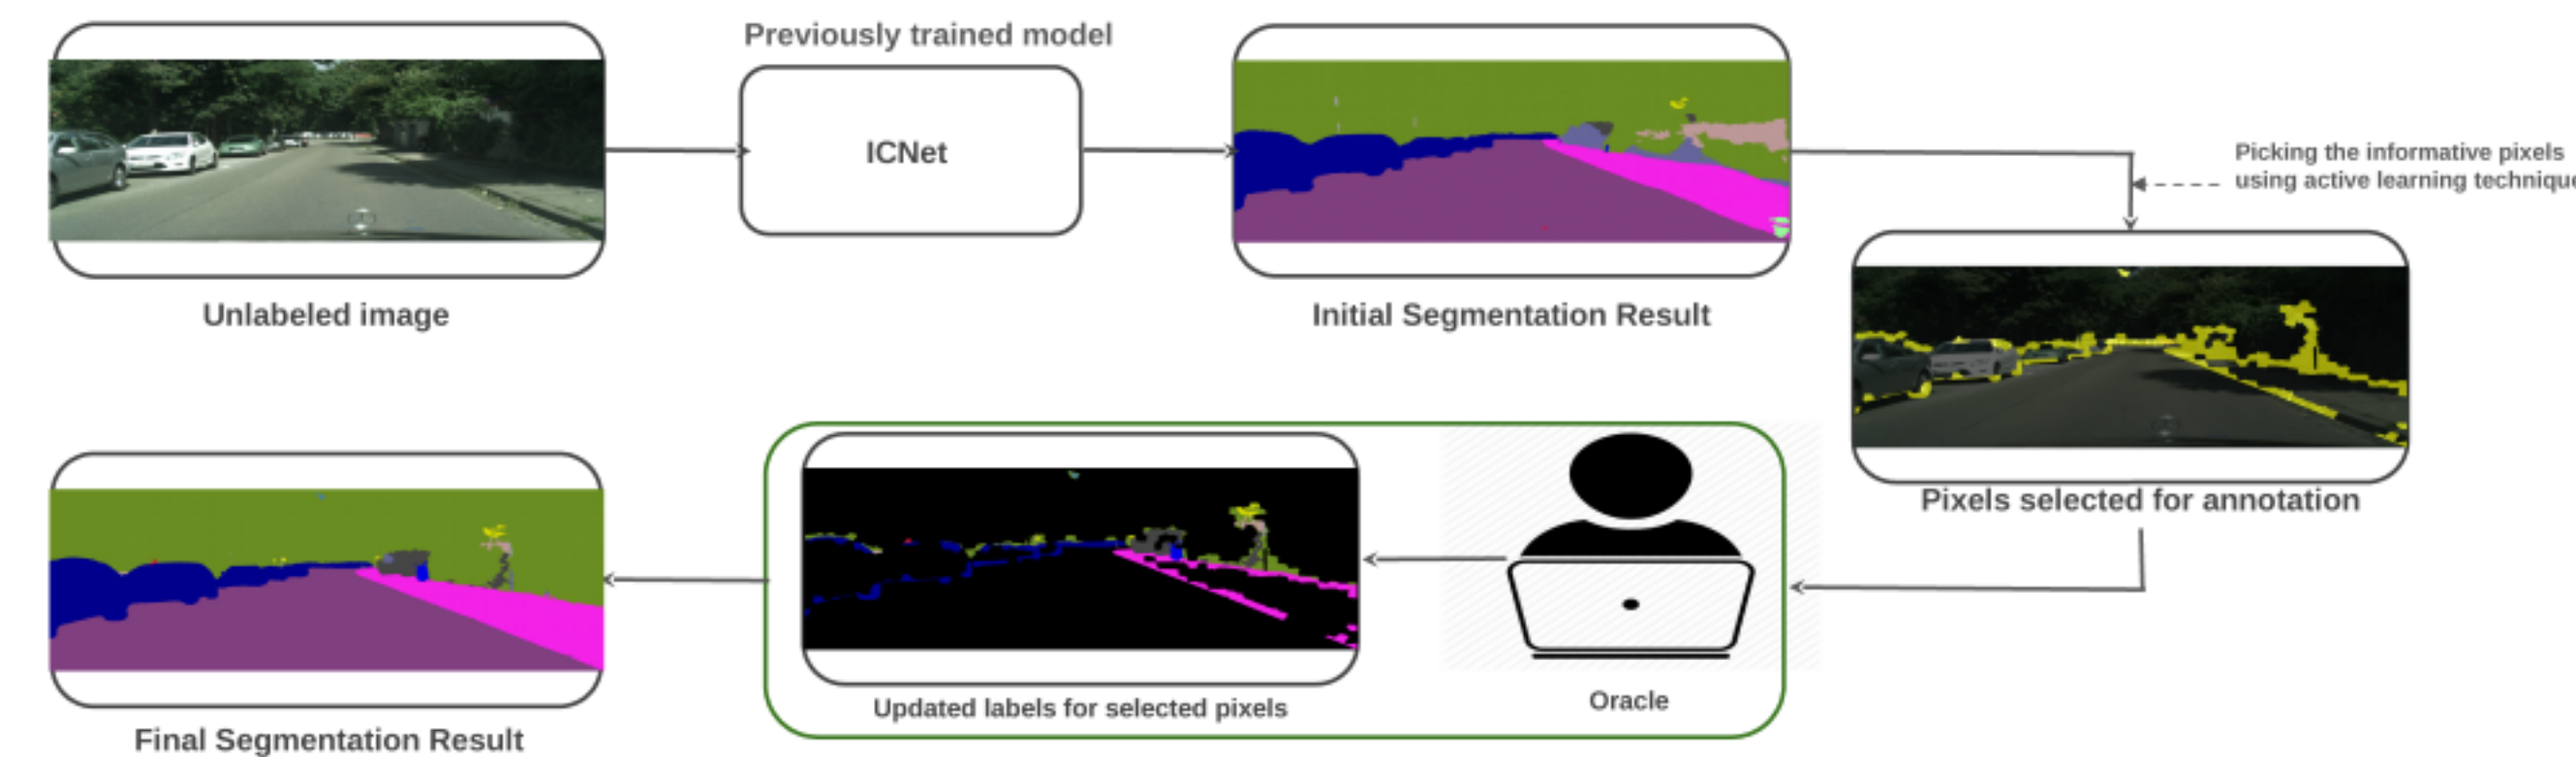 Previously trained model
ICNet
Picking the informative pixels
using active learning
Unlabeled image
Initial Segmentation Result
Pixels selected for annotation
Updated labels for selected pixels
Oracle
Final Segmentation Result